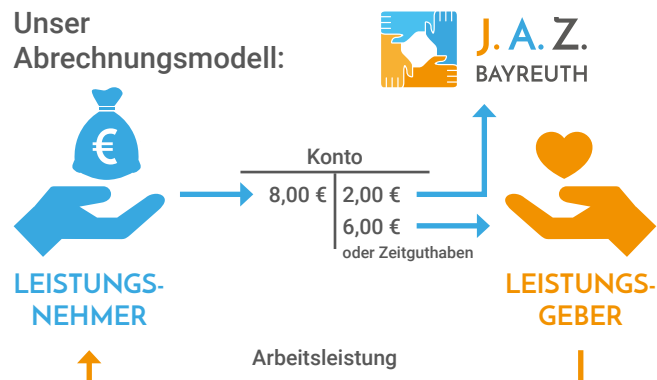 Unser
Abrechnungsmodell:
J. A. Z.
BAYREUTH
€
Konto
8,00 € 2,00 €
6,00 €
oder Zeitguthaben
LEISTUNGS-
NEHMER
LEISTUNGS-
GEBER
Arbeitsleistung